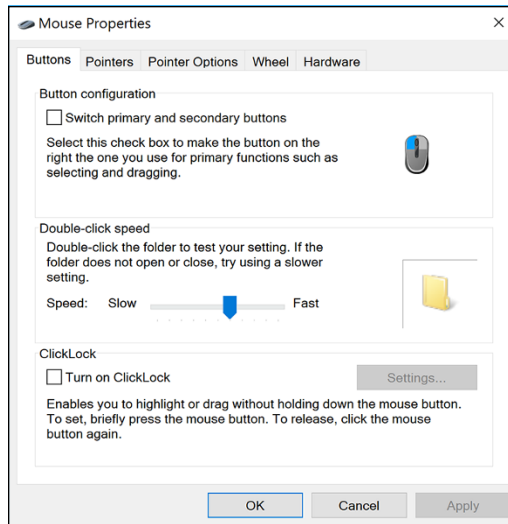 Mouse Properties
Buttons Pointers Pointer Options Wheel Hardware
Button configuration
Switch primary and secondary buttons
Select this check box to make the button on the
right the one you use for primary functions such as
selecting and dragging.
Double-click speed
Double-click the folder to test your setting. If the
folder does not open or close, try using a slower
setting.
Speed: Slow Fast
ClickLock
Turn on ClickLock
Settings...
Enables you to highlight or drag without holding down the mouse button.
To set, briefly press the mouse button. To release, click the mouse
button again.
OK Cancel Apply